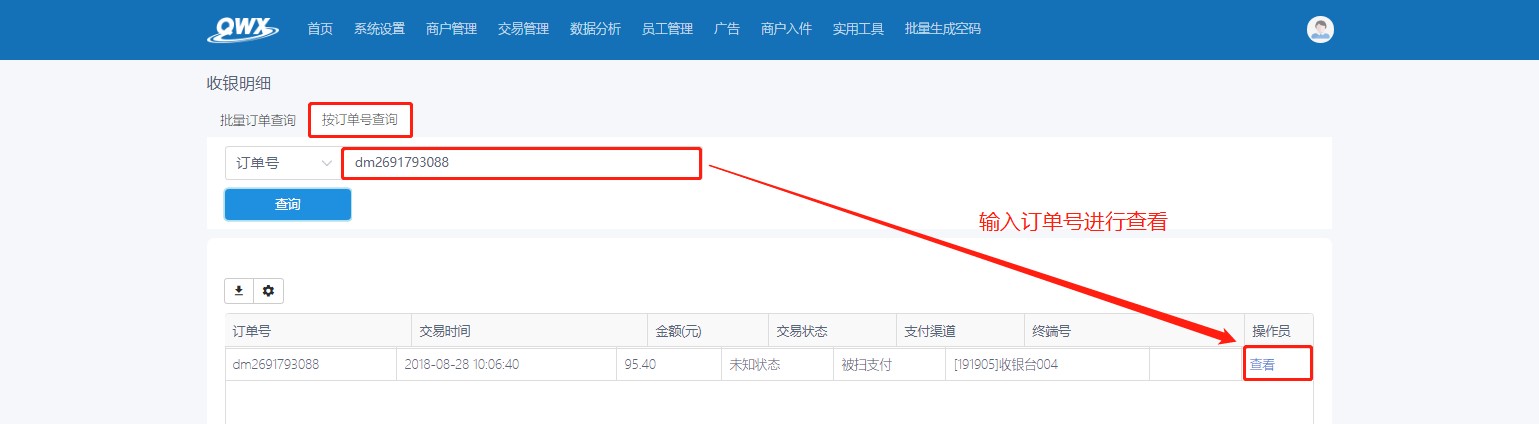 QWX 首页 系统设置 商户管理 交易管理 数据分析 员工管理 广告 商户入件 实用工具 批量生成空码
收银明细
批量订单查询 按订单号查询
订单号 dm2691793088
查询
输入订单号进行查看
订单号 交易时间 金额(元) 交易状态 支付渠道 终端号 操作员
dm2691793088 2018-08-28 10:06:40 95.40 未知状态 被扫支付 [191905]收银台004 查看